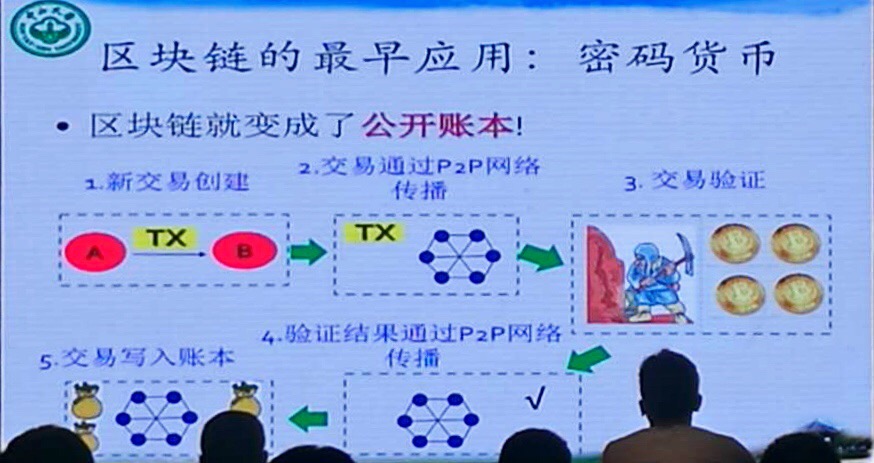 区块链的最早应用：密码货币
• 区块链就变成了公开账本!
1.新交易创建
2.交易通过P2P网络
传播
3. 交易验证
TX
A
B
TX
4.验证结果通过P2P网络
传播
5.交易写入账本
√